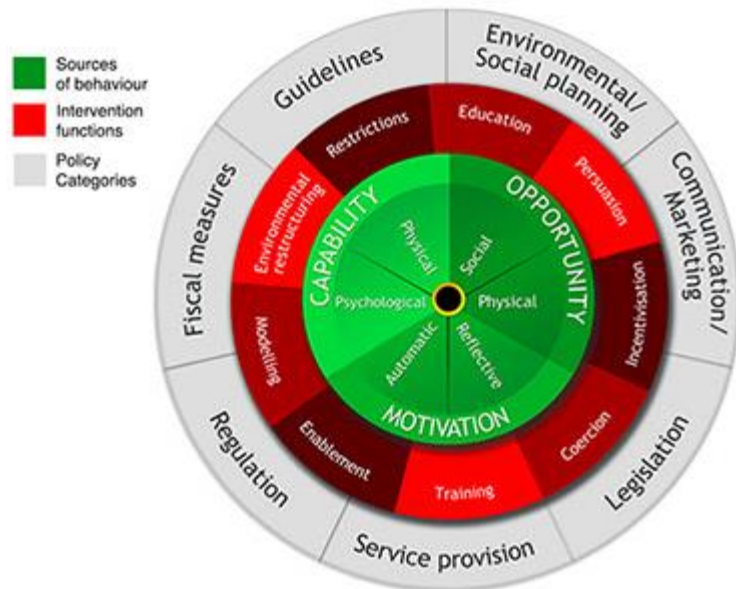 Sources
of behaviour
Intervention
functions
Policy
Categories
Guidelines
Environmental/
Social planning
Communication/
Marketing
Legislation
Service provision
Regulation
Fiscal measures
Restrictions
Education
Persuasion
Incentivisation
Coercion
Training
Enablement
Modelling
Environmental
restructuring
CAPABILITY
OPPORTUNITY
MOTIVATION
Physical
Social
Psychological
Physical
Automatic
Reflective